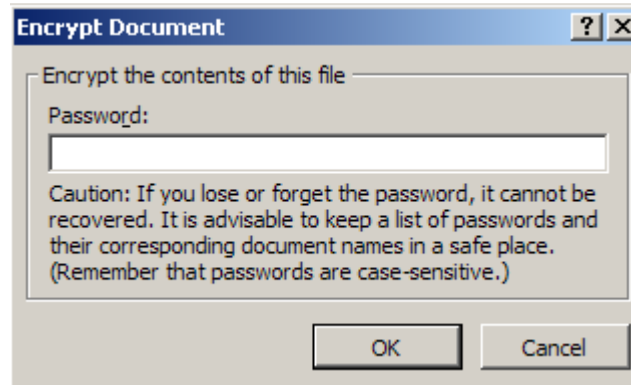 Encrypt Document
Encrypt the contents of this file
Password:
Caution: If you lose or forget the password, it cannot be
recovered. It is advisable to keep a list of passwords and
their corresponding document names in a safe place.
(Remember that passwords are case-sensitive.)
OK Cancel